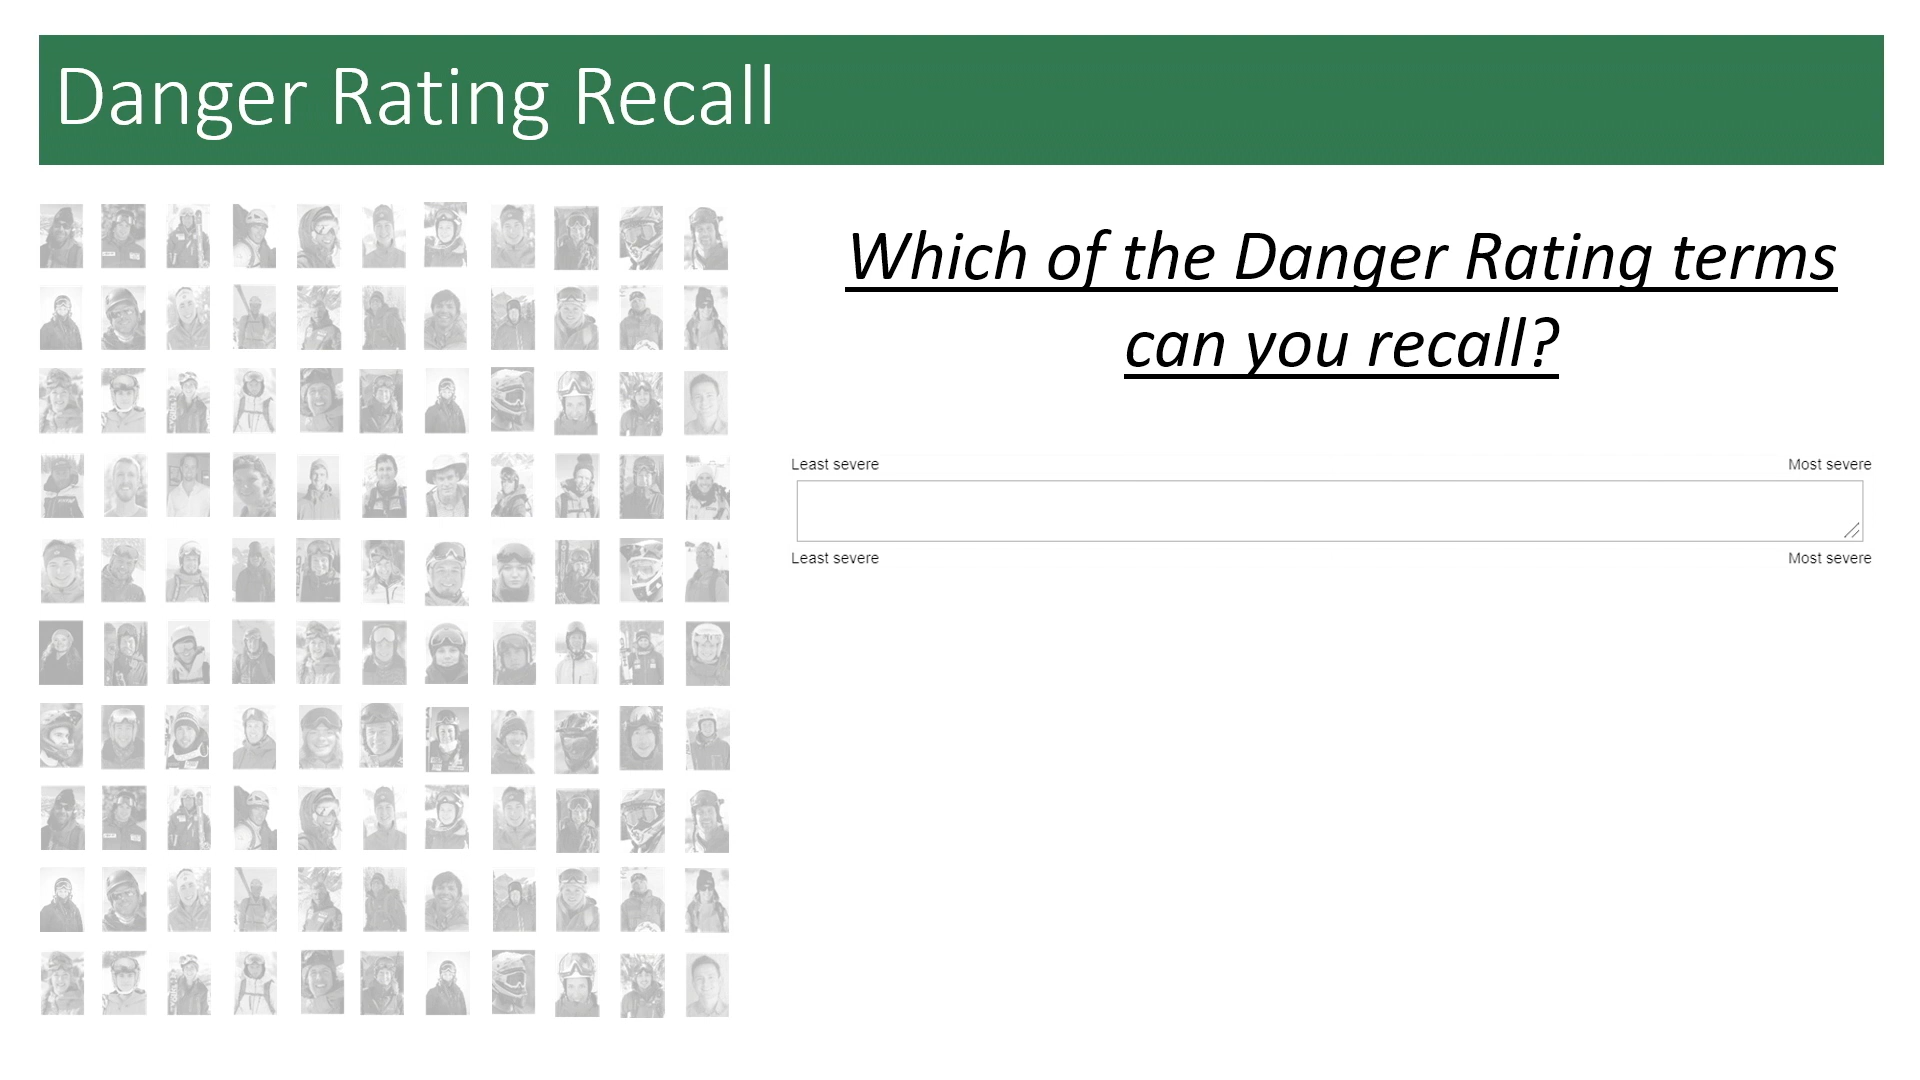 Danger Rating Recall
Which of the Danger Rating terms
can you recall?
Least severe Most severe
Least severe Most severe